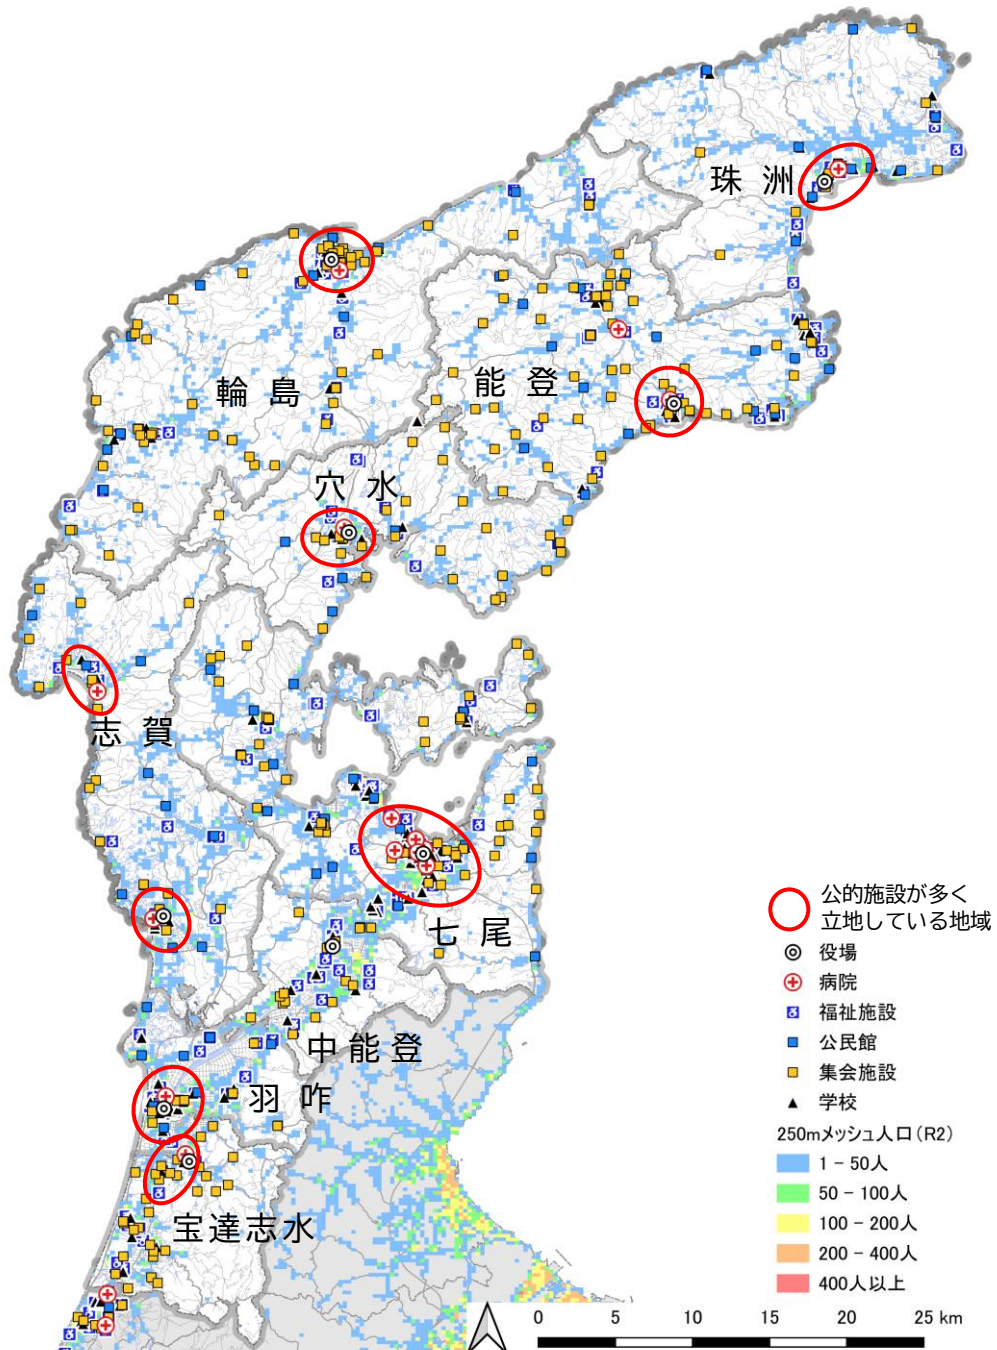 珠洲
輪島
能登
穴水
志賀
七尾
中能登
羽咋
宝達志水
公的施設が多く
立地している地域
役場
病院
福祉施設
公民館
集会施設
学校
250mメッシュ人口(R2)
1 - 50人
50 - 100人
100 - 200人
200 - 400人
400人以上
0 5 10 15 20 25 km